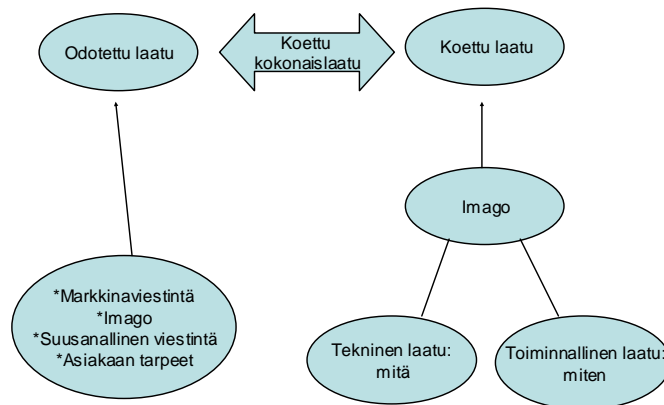 Odotettu laatu
Koettu
kokonaislaatu
Koettu laatu
Imago
*Markkinaviestintä
*Imago
*Suusanallinen viestintä
*Asiakaan tarpeet
Tekninen laatu:
mitä
Toiminnallinen laatu:
miten